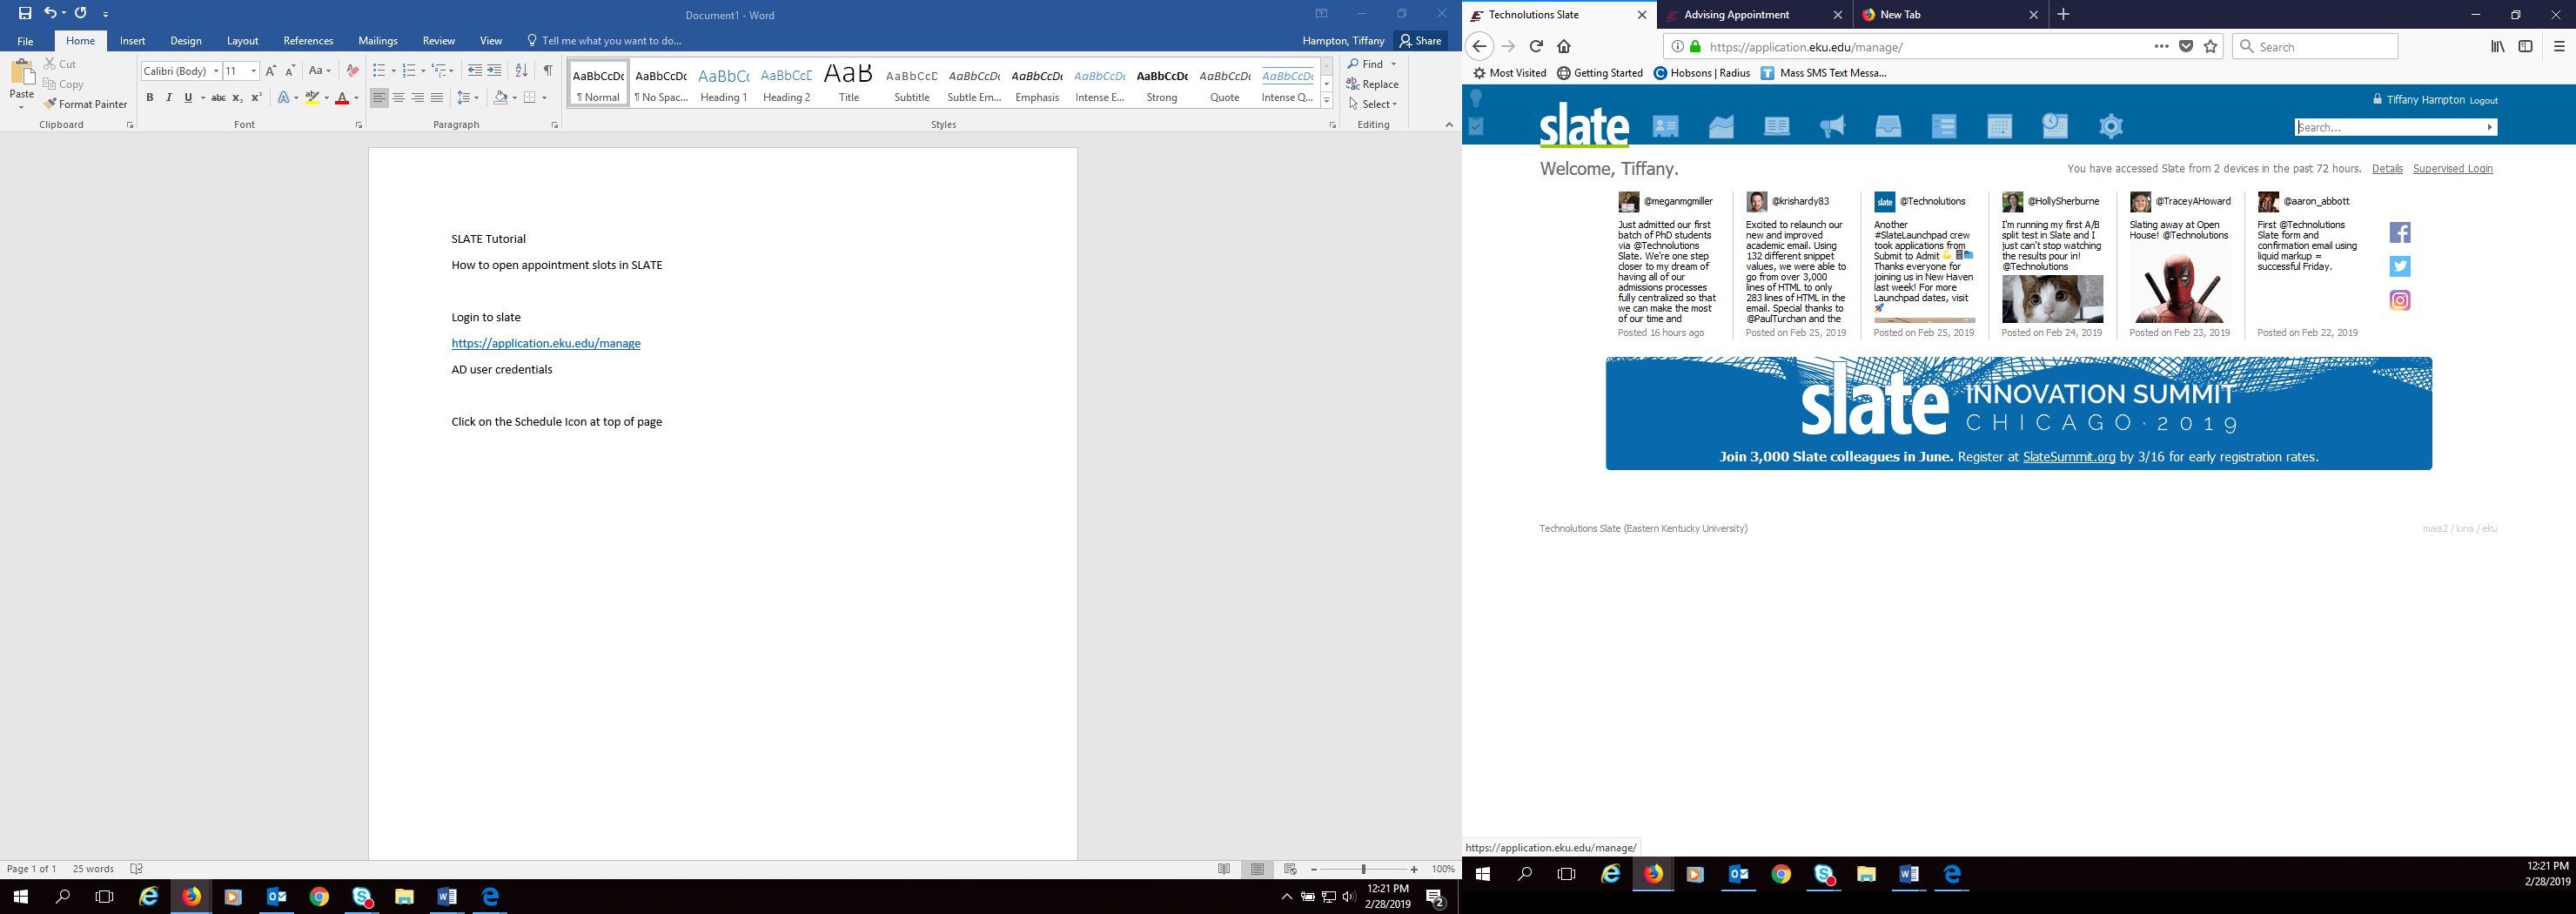 Document1 - Word
File Home Insert Design Layout References Mailings Review View Tell me what you want to do... Hampton, Tiffany Share
Paste
Cut
Copy
Format Painter
Calibri (Body) 11
Aa
B I U abc X₂ X² A A
AaBbCcDc AaBbCcDc AaBbCc AaBbCcD AaB AaBbCcD AaBbCcDc AaBbCcDc AaBbCcDc AaBbCcDc AaBbCcDc AaBbCcDc
¶ Normal ¶ No Spac... Heading 1 Heading 2 Title Subtitle Subtle Em... Emphasis Intense E... Strong Quote Intense Q...
Find
Replace
Select
Clipboard Font Paragraph Styles Editing
SLATE Tutorial
How to open appointment slots in SLATE
Login to slate
https://application.eku.edu/manage
AD user credentials
Click on the Schedule Icon at top of page
Page 1 of 1 25 words
100%
12:21 PM
2/28/2019
2
Technolutions Slate Advising Appointment New Tab
https://application.eku.edu/manage/
Search
Most Visited Getting Started Hobsons | Radius Mass SMS Text Messa...
slate
Tiffany Hampton Logout
Search...
Welcome, Tiffany.
You have accessed Slate from 2 devices in the past 72 hours. Details Supervised Login
@meganmgmiller
Just admitted our first
batch of PhD students
via @Technolutions
Slate. We're one step
closer to my dream of
having all of our
admissions processes
fully centralized so that
we can make the most
of our time and
Posted 16 hours ago
@krishardy83
Excited to relaunch our
new and improved
academic email. Using
132 different snippet
values, we were able to
go from over 3,000
lines of HTML to only
283 lines of HTML in the
email. Special thanks to
@PaulTurchan and the
Posted on Feb 25, 2019
slate
@Technolutions
Another
#SlateLaunchpad crew
took applications from
Submit to Admit
Thanks everyone for
joining us in New Haven
last week! For more
Launchpad dates, visit
Posted on Feb 25, 2019
@HollySherburne
I'm running my first A/B
split test in Slate and I
just can't stop watching
the results pour in!
@Technolutions
Posted on Feb 24, 2019
@TraceyAHoward
Slating away at Open
House! @Technolutions
Posted on Feb 23, 2019
@aaron_abbott
First @Technolutions
Slate form and
confirmation email using
liquid markup =
successful Friday.
Posted on Feb 22, 2019
slate INNOVATION SUMMIT
CHICAGO · 2019
Join 3,000 Slate colleagues in June. Register at SlateSummit.org by 3/16 for early registration rates.
Technolutions Slate (Eastern Kentucky University)
maia2 / luna / eku
https://application.eku.edu/manage/
12:21 PM
2/28/2019